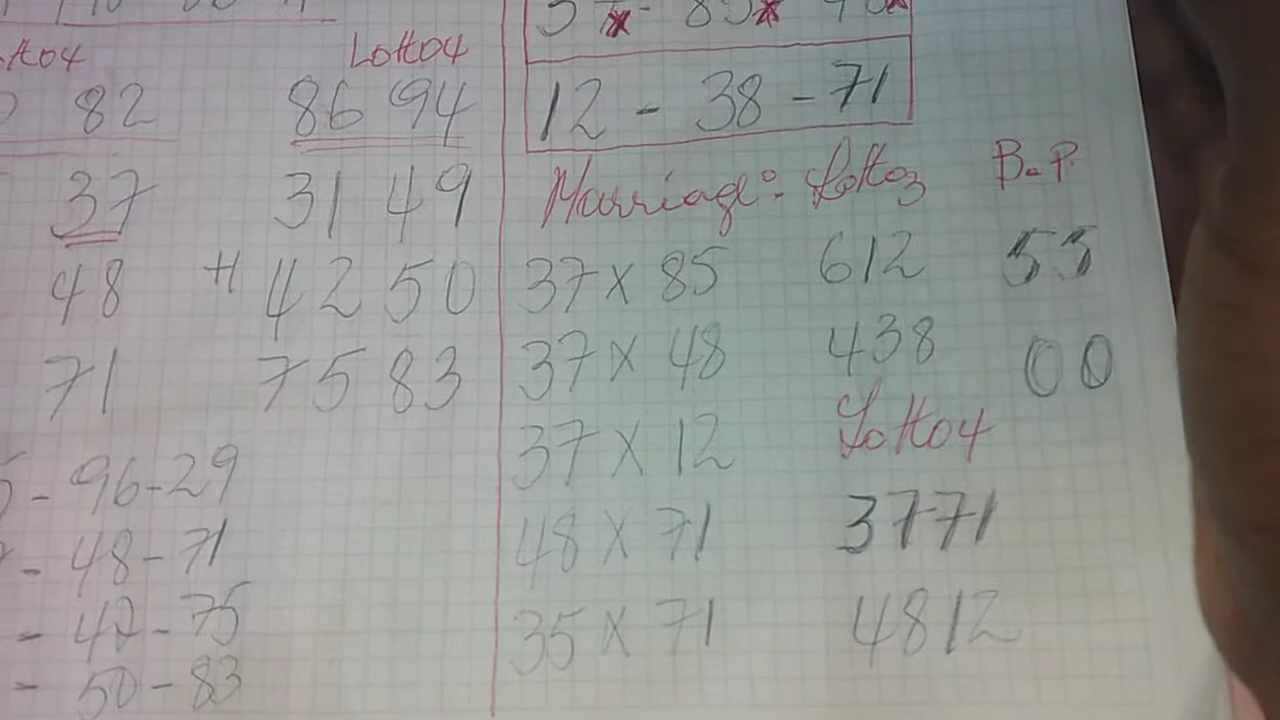 Lotto4
82 86 94
37 31 49
48 + 42 50
71 75 83
- 96-29
- 48-71
- 42-75
- 50-83
12 - 38 - 71
Marriage: Lotto3 B.P.
37 x 85 612 55
37 x 48 438 00
37 x 12 Lotto4
48 x 71 3771
35 x 71 4812